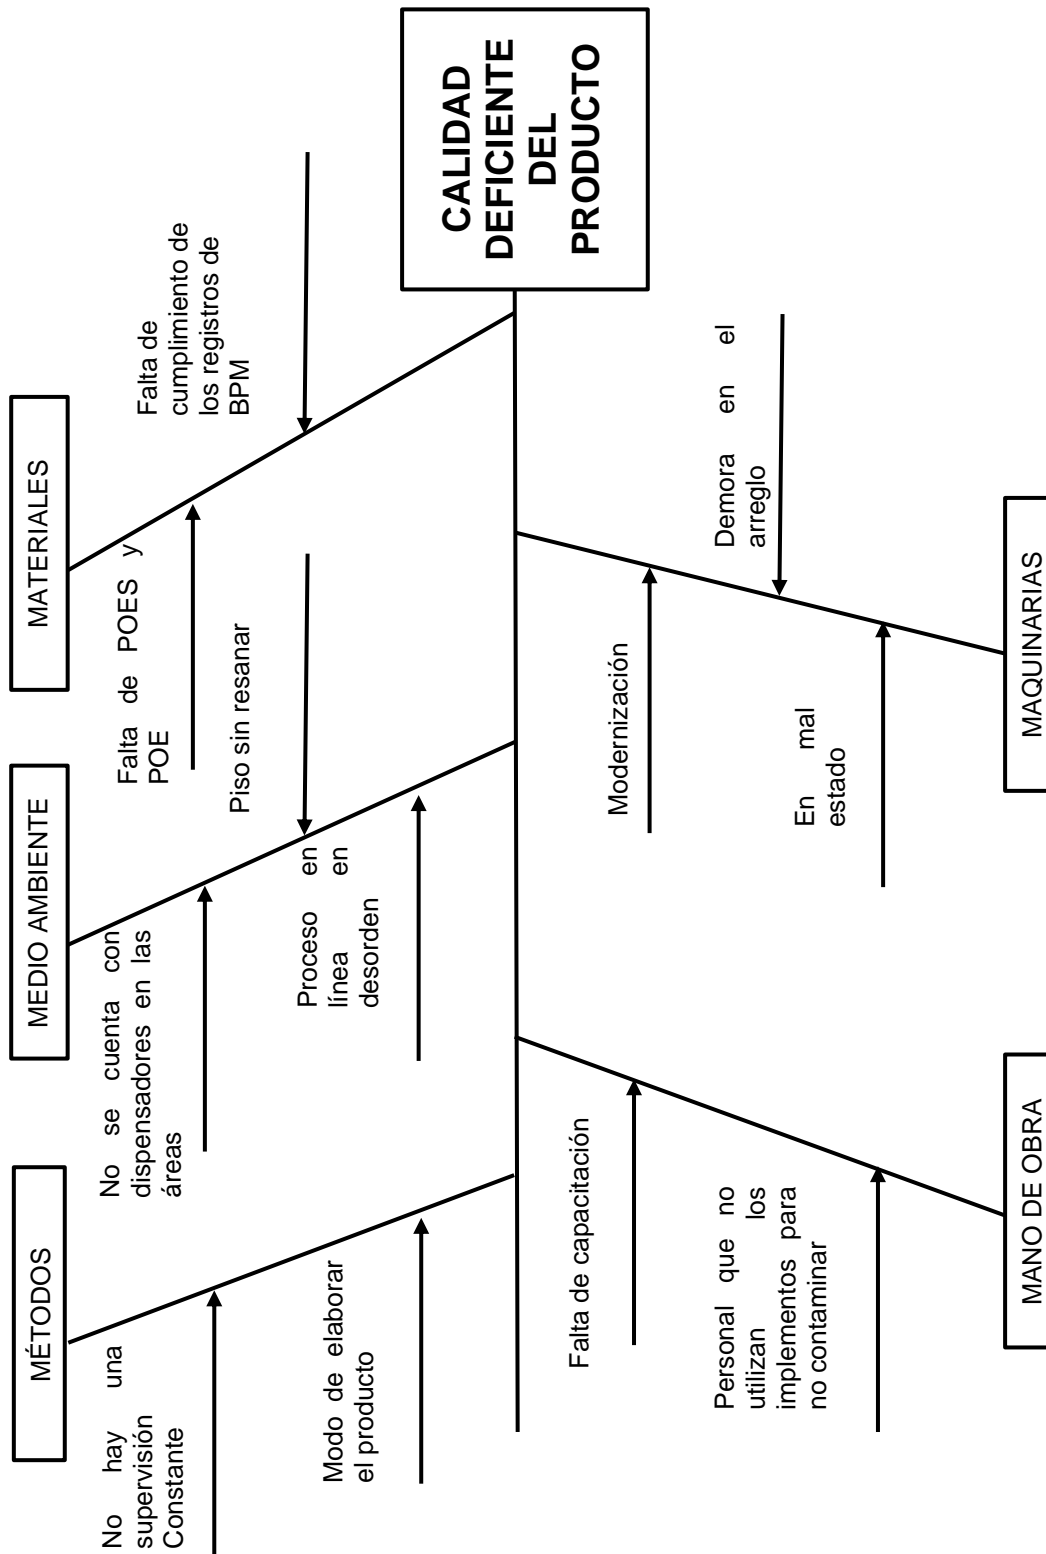 MÉTODOS
MEDIO AMBIENTE
MATERIALES
No hay una
supervisión
Constante
Modo de elaborar
el producto
No se cuenta con
dispensadores en las
áreas
Proceso en
línea en
desorden
Piso sin resanar
Falta de POES y
POE
Falta de
cumplimiento de
los registros de
BPM
CALIDAD
DEFICIENTE
DEL
PRODUCTO
Falta de capacitación
Personal que no
utilizan los
implementos para
no contaminar
Modernización
En mal
estado
Demora en el
arreglo
MANO DE OBRA
MAQUINARIAS